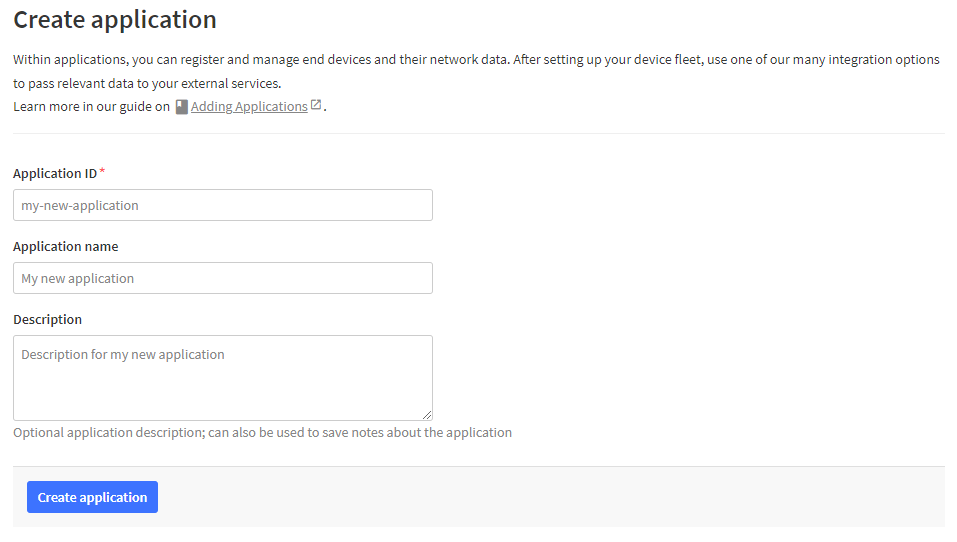 Create application
Within applications, you can register and manage end devices and their network data. After setting up your device fleet, use one of our many integration options
to pass relevant data to your external services.
Learn more in our guide on Adding Applications.
Application ID*
my-new-application
Application name
My new application
Description
Description for my new application
Optional application description; can also be used to save notes about the application
Create application